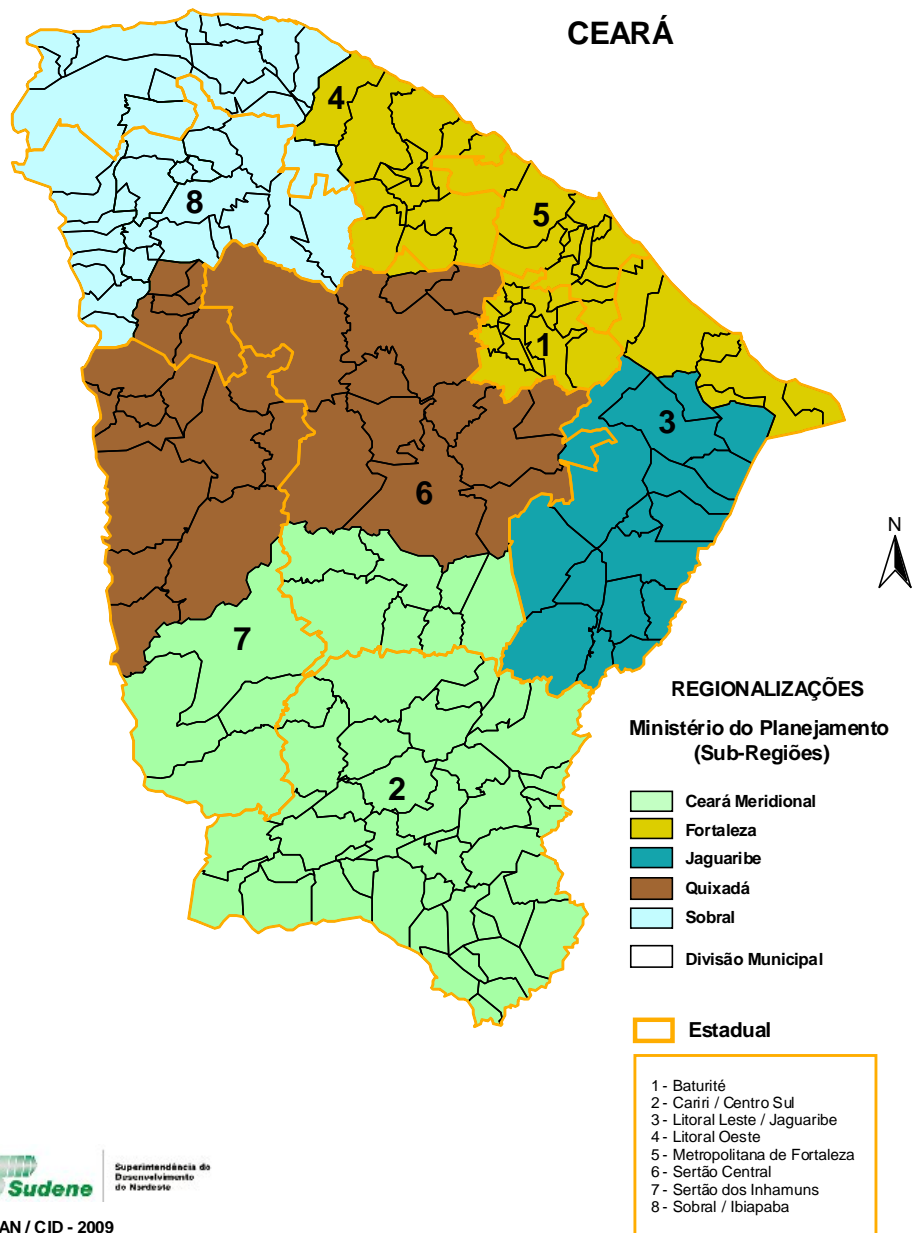 CEARÁ
4
8
5
1
3
6
7
2
N
REGIONALIZAÇÕES
Ministério do Planejamento
(Sub-Regiões)
Ceará Meridional
Fortaleza
Jaguaribe
Quixadá
Sobral
Divisão Municipal
Estadual
1 - Baturité
2 - Cariri / Centro Sul
3 - Litoral Leste / Jaguaribe
4 - Litoral Oeste
5 - Metropolitana de Fortaleza
6 - Sertão Central
7 - Sertão dos Inhamuns
8 - Sobral / Ibiapaba
Sudene
Superintendência do
Desenvolvimento
do Nordeste
AN / CID - 2009